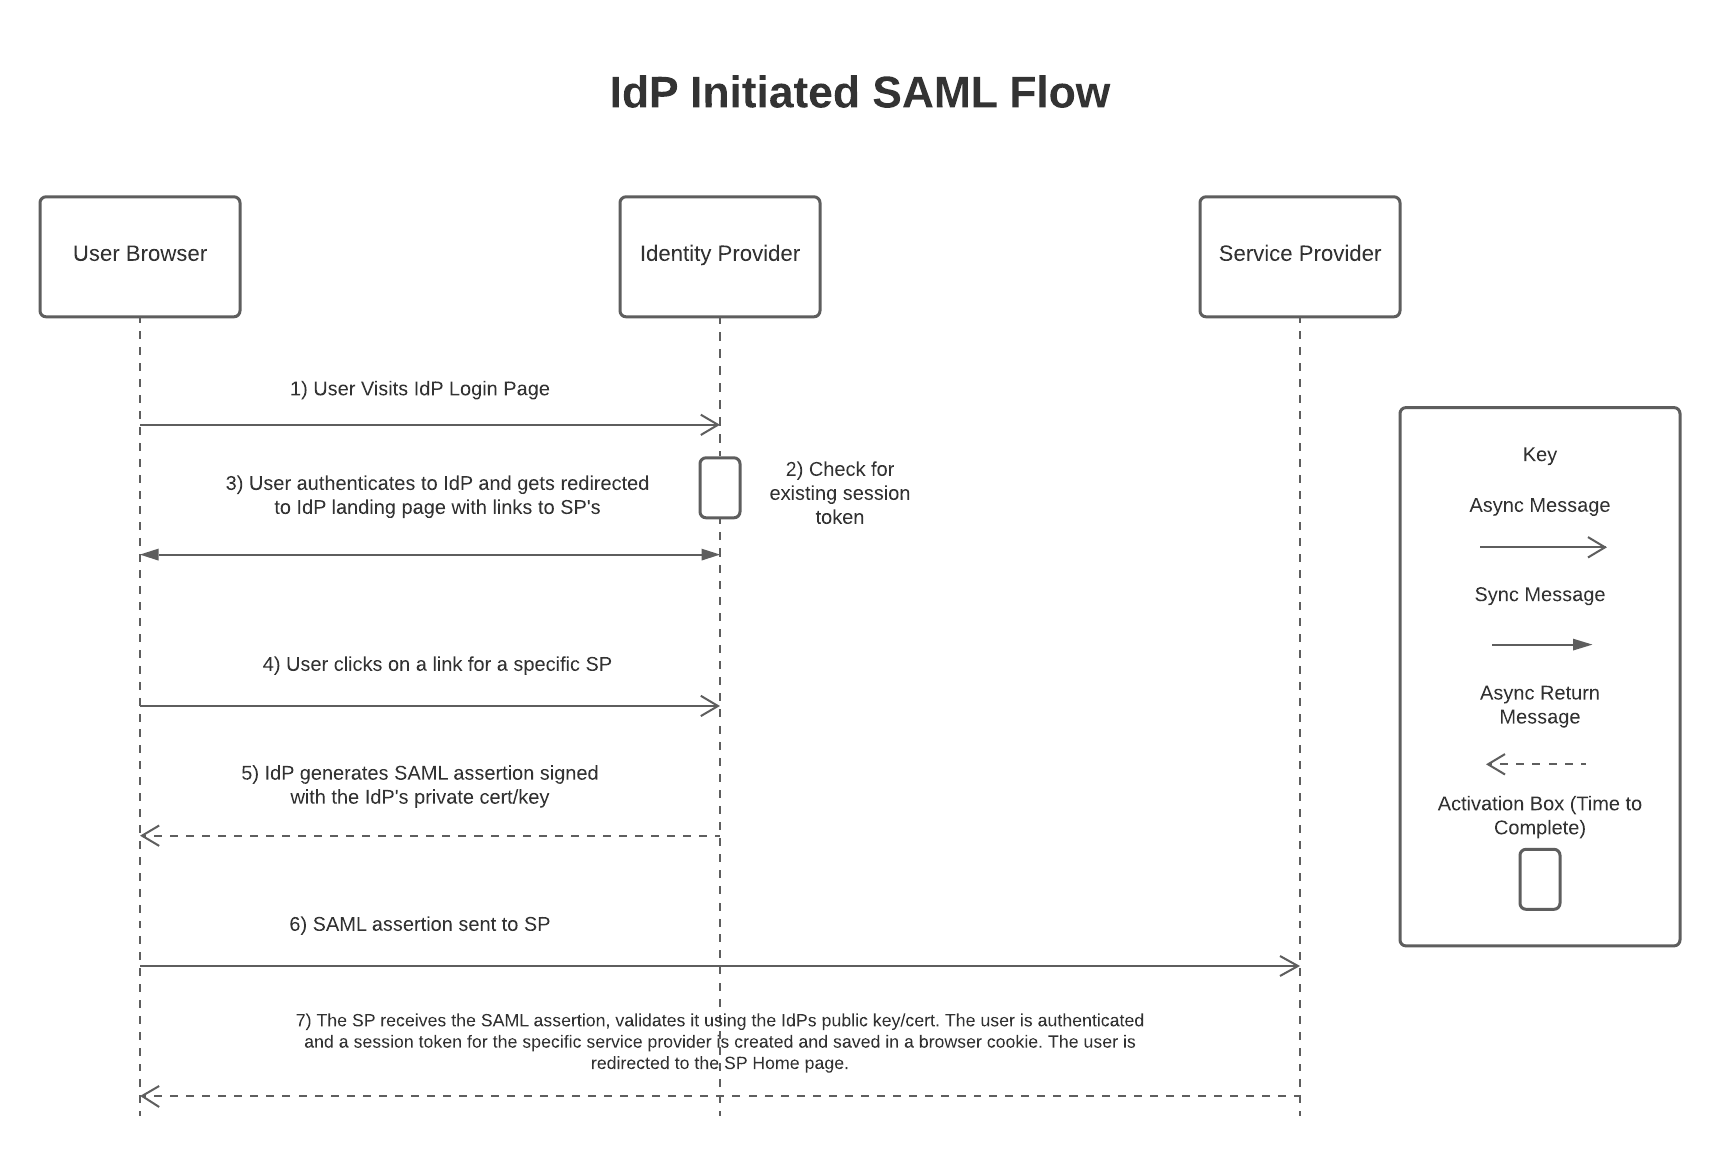 IdP Initiated SAML Flow
User Browser
Identity Provider
Service Provider
1) User Visits IdP Login Page
2) Check for
existing session
token
3) User authenticates to IdP and gets redirected
to IdP landing page with links to SP's
4) User clicks on a link for a specific SP
5) IdP generates SAML assertion signed
with the IdP's private cert/key
6) SAML assertion sent to SP
7) The SP receives the SAML assertion, validates it using the IdPs public key/cert. The user is authenticated
and a session token for the specific service provider is created and saved in a browser cookie. The user is
redirected to the SP Home page.
Key
Async Message
Sync Message
Async Return
Message
Activation Box (Time to
Complete)